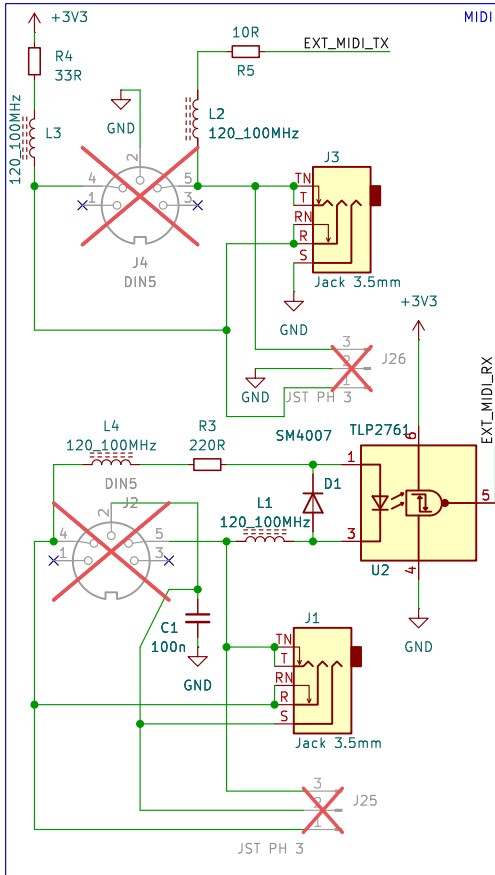 MIDI
+3V3
R4
33R
L3
120_100MHz
GND
2
4
5
1
3
J4
DIN5
10R
R5
EXT_MIDI_TX
L2
120_100MHz
J3
TN
T
RN
R
S
Jack 3.5mm
GND
3
2
1
J26
JST PH 3
GND
+3V3
EXT_MIDI_RX
L4
120_100MHz
R3
220R
SM4007
D1
L1
120_100MHz
TLP2761
1
3
6
5
4
U2
GND
DIN5
J2
2
4
5
1
3
C1
100n
GND
J1
TN
T
RN
R
S
Jack 3.5mm
3
2
1
J25
JST PH 3